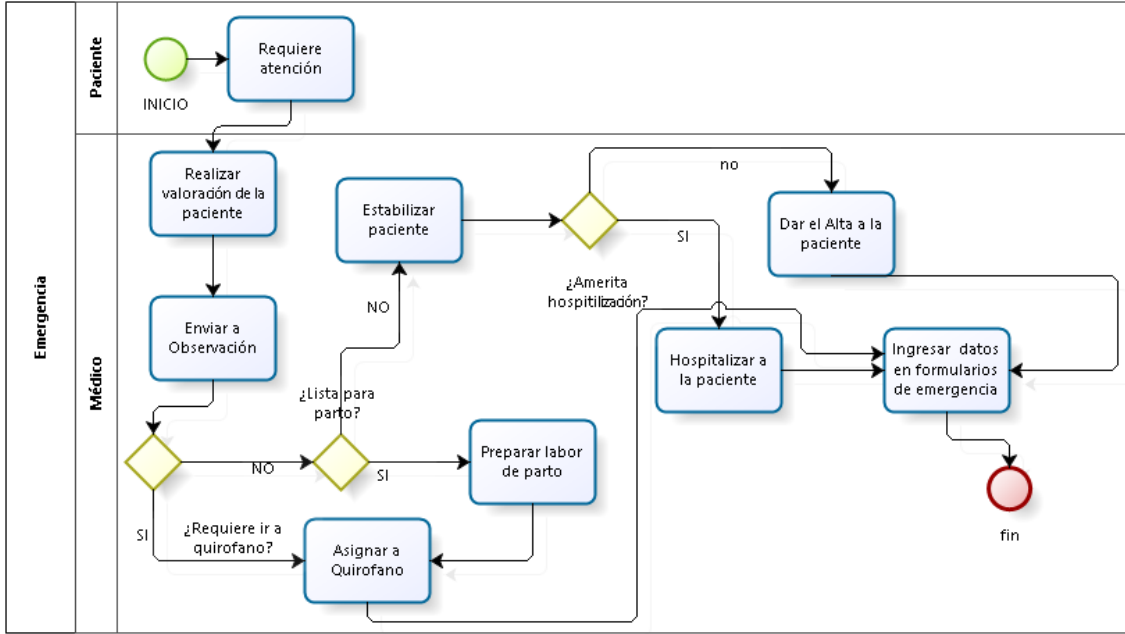 Emergencia
Paciente
INICIO
Requiere
atención
Médico
Realizar
valoración de la
paciente
Enviar a
Observación
SI
NO
¿Requiere ir a
quirofano?
¿Lista para
parto?
NO
SI
Estabilizar
paciente
Preparar labor
de parto
Asignar a
Quirofano
¿Amerita
hospitilización?
no
SI
Dar el Alta a la
paciente
Hospitalizar a
la paciente
Ingresar datos
en formularios
de emergencia
fin